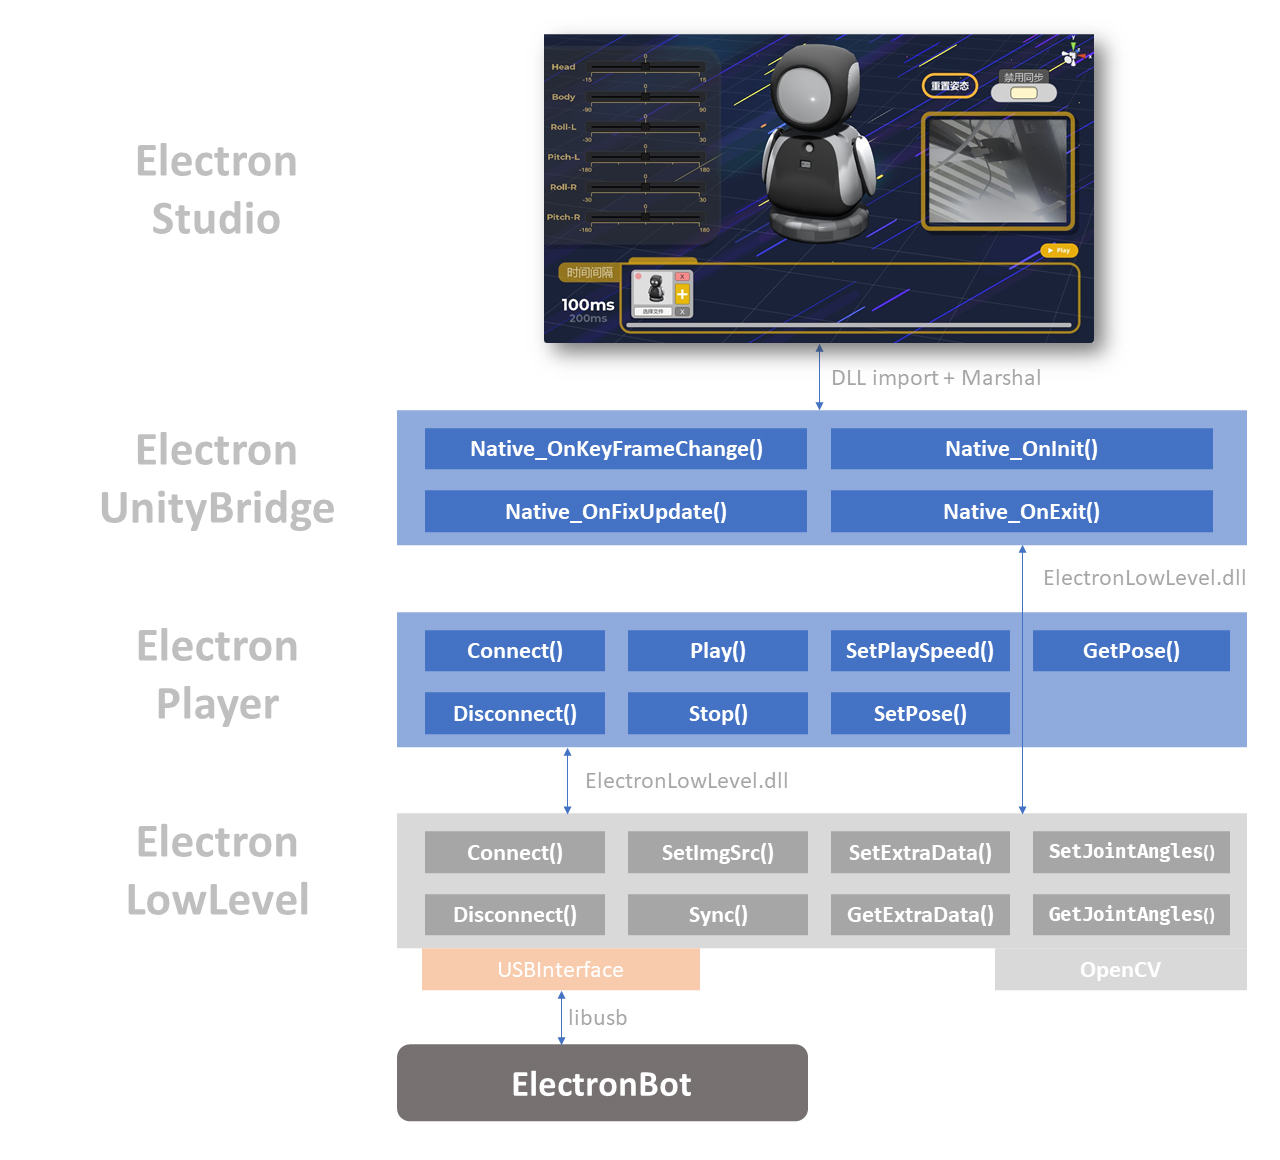 Electron
Studio
Head
0
-15
15
Body
0
-90
90
Roll-L
0
-30
30
Pitch-L
0
-180
180
Roll-R
0
-30
30
Pitch-R
0
-180
180
重置姿态
禁用同步
Y
x
Play
时间间隔
100ms
200ms
X
+
选择文件
X
DLL import + Marshal
Electron
UnityBridge
Native_OnKeyFrameChange()
Native_OnInit()
Native_OnFixUpdate()
Native_OnExit()
ElectronLowLevel.dll
Electron
Player
Connect()
Play()
SetPlaySpeed()
GetPose()
Disconnect()
Stop()
SetPose()
ElectronLowLevel.dll
Electron
LowLevel
Connect()
SetImgSrc()
SetExtraData()
SetJointAngles()
Disconnect()
Sync()
GetExtraData()
GetJointAngles()
USBInterface
OpenCV
libusb
ElectronBot